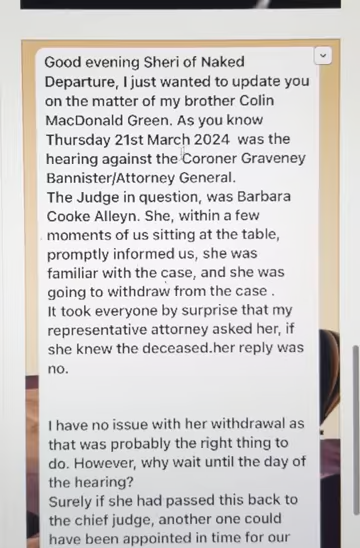 Good evening Sheri of Naked
Departure, I just wanted to update you
on the matter of my brother Colin
MacDonald Green. As you know
Thursday 21st March 2024 was the
hearing against the Coroner Graveney
Bannister/Attorney General.
The Judge in question, was Barbara
Cooke Alleyn. She, within a few
moments of us sitting at the table,
promptly informed us, she was
familiar with the case, and she was
going to withdraw from the case .
It took everyone by surprise that my
representative attorney asked her, if
she knew the deceased.her reply was
no.
I have no issue with her withdrawal as
that was probably the right thing to
do. However, why wait until the day of
the hearing?
Surely if she had passed this back to
the chief judge, another one could
have been appointed in time for our